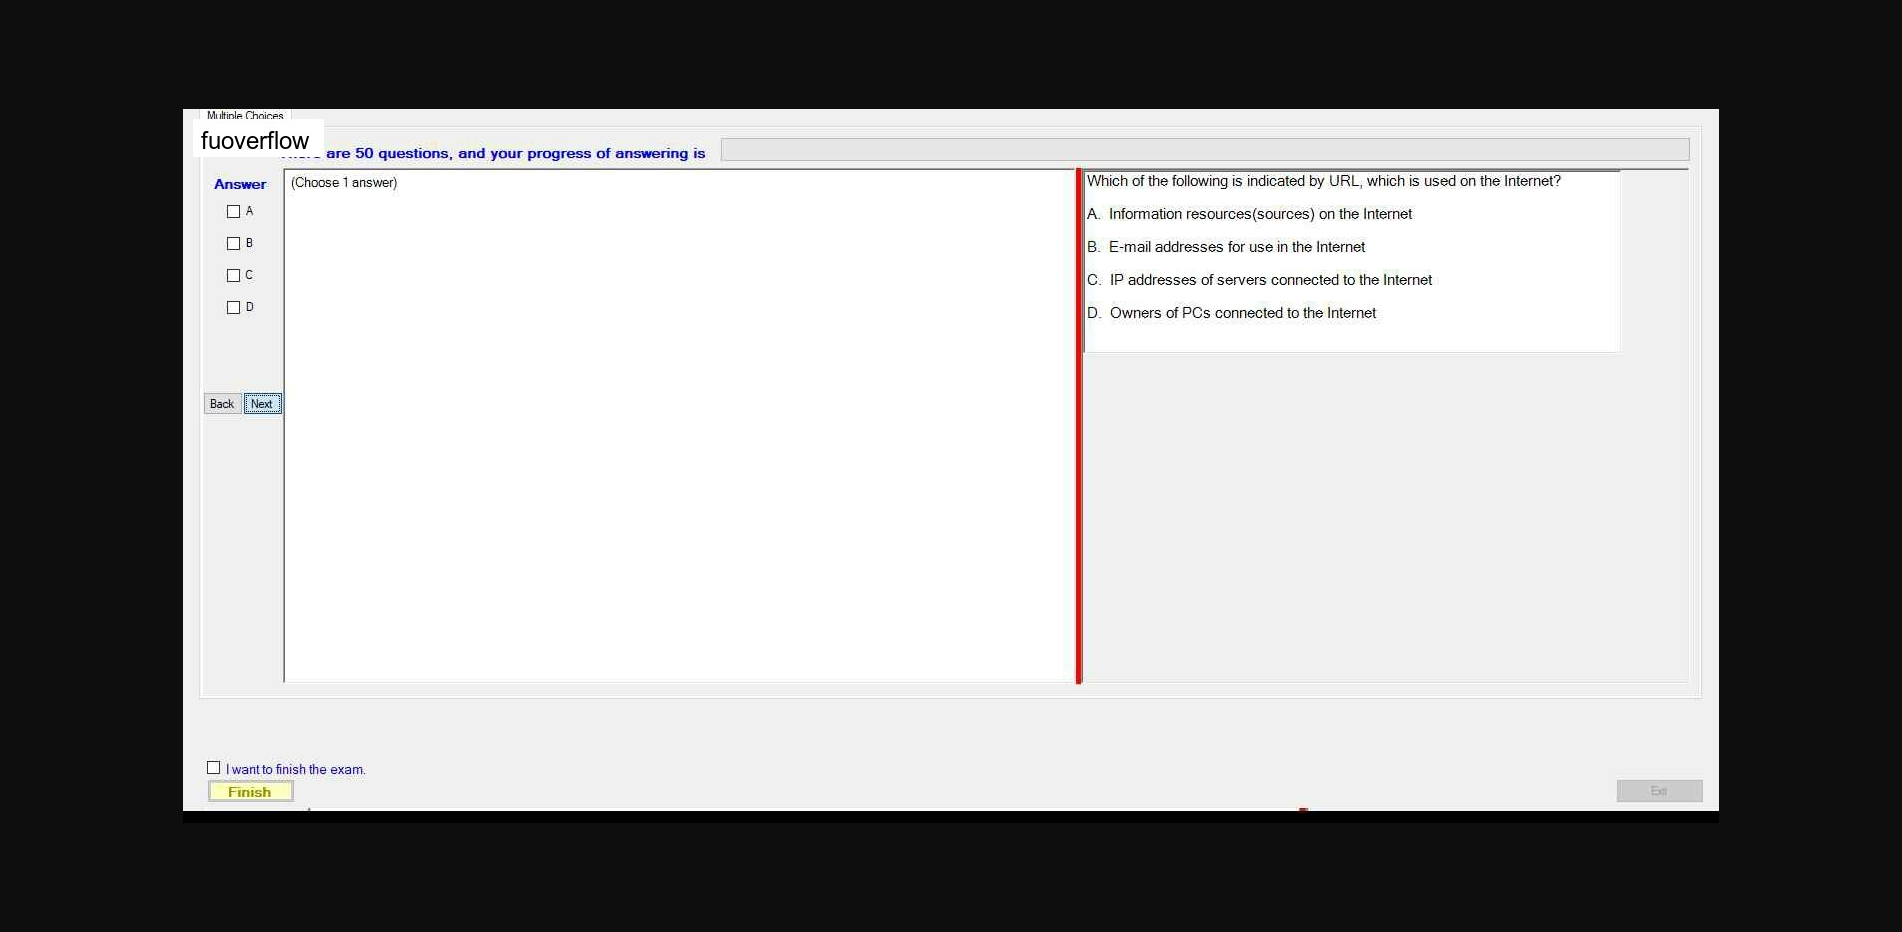 Multiple Choices
fuoverflow
are 50 questions, and your progress of answering is
Answer
(Choose 1 answer)
A
B
C
D
Back Next
Which of the following is indicated by URL, which is used on the Internet?
A. Information resources(sources) on the Internet
B. E-mail addresses for use in the Internet
C. IP addresses of servers connected to the Internet
D. Owners of PCs connected to the Internet
I want to finish the exam.
Finish
Exit